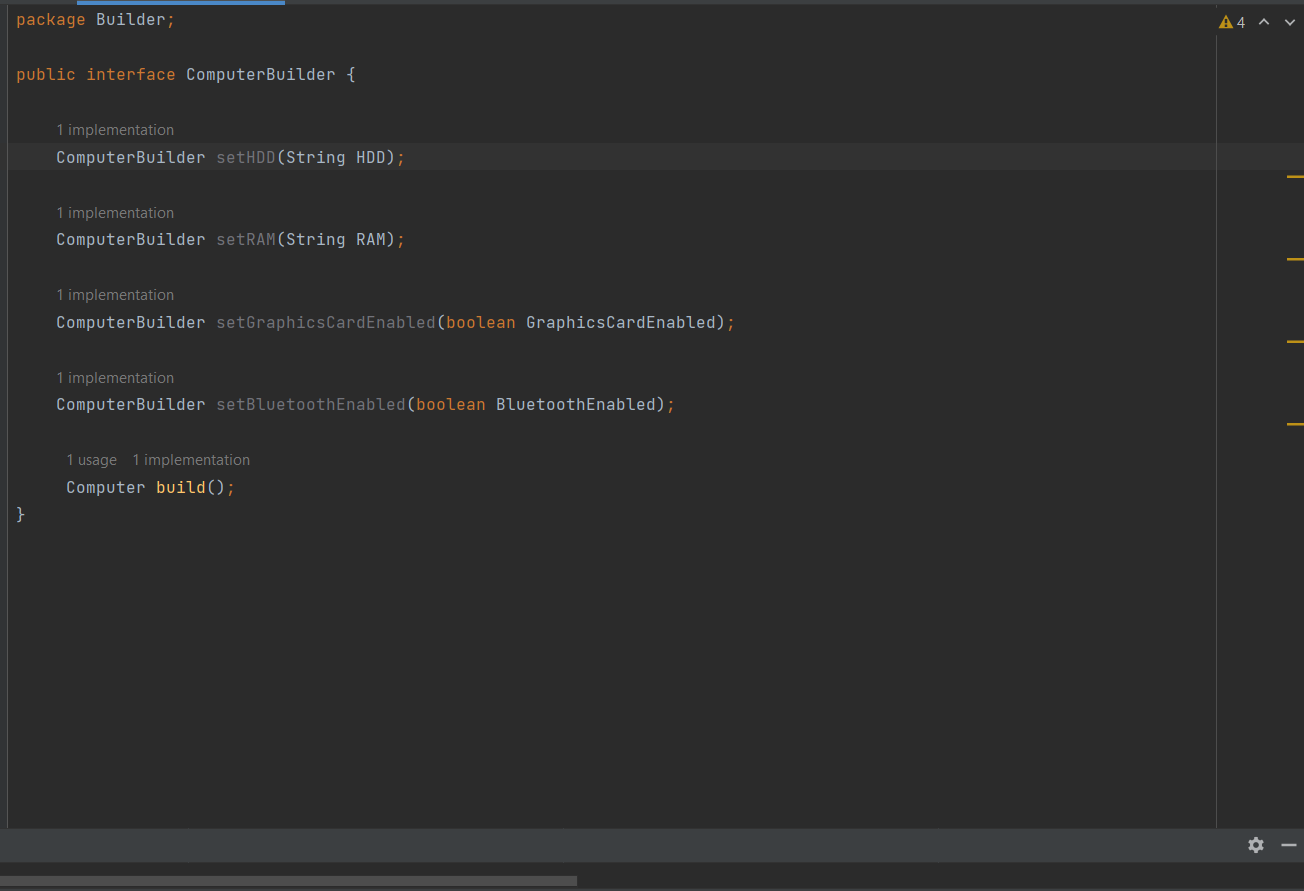 package Builder;
4
public interface ComputerBuilder {
1 implementation
ComputerBuilder setHDD(String HDD);
1 implementation
ComputerBuilder setRAM(String RAM);
1 implementation
ComputerBuilder setGraphicsCardEnabled(boolean GraphicsCardEnabled);
1 implementation
ComputerBuilder setBluetoothEnabled(boolean BluetoothEnabled);
1 usage 1 implementation
Computer build();
}